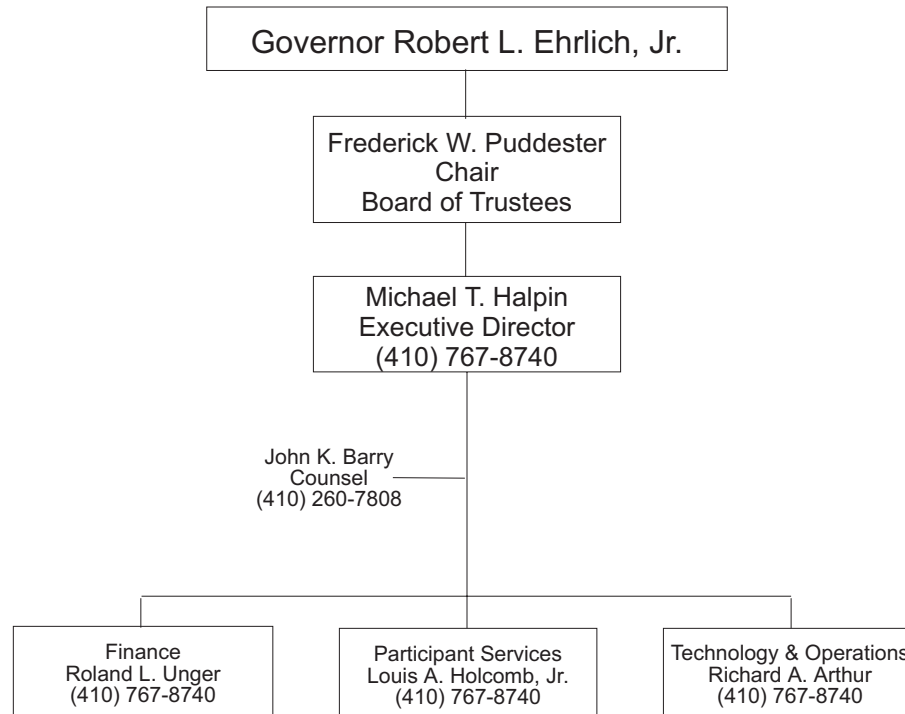 Governor Robert L. Ehrlich, Jr.
Frederick W. Puddester
Chair
Board of Trustees
Michael T. Halpin
Executive Director
(410) 767-8740
John K. Barry
Counsel
(410) 260-7808
Finance
Roland L. Unger
(410) 767-8740
Participant Services
Louis A. Holcomb, Jr.
(410) 767-8740
Technology & Operations
Richard A. Arthur
(410) 767-8740